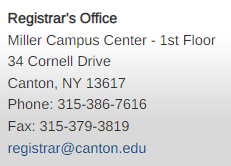 Registrar's Office
Miller Campus Center - 1st Floor
34 Cornell Drive
Canton, NY 13617
Phone: 315-386-7616
Fax: 315-379-3819
registrar@canton.edu